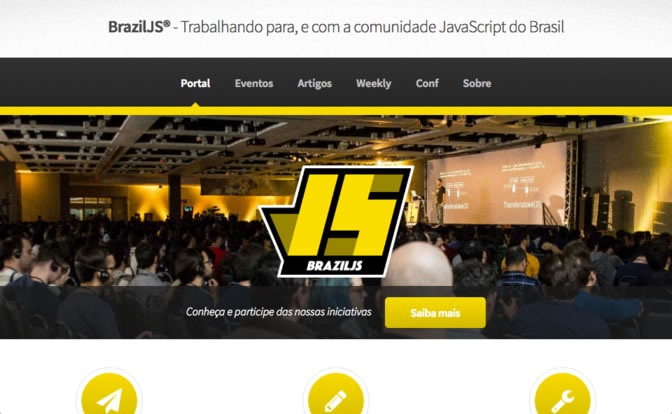 BrazilJS® - Trabalhando para, e com a comunidade JavaScript do Brasil
Portal Eventos Artigos Weekly Conf Sobre
JS
BRAZILJS
Conheça e participe das nossas iniciativas
Saiba mais